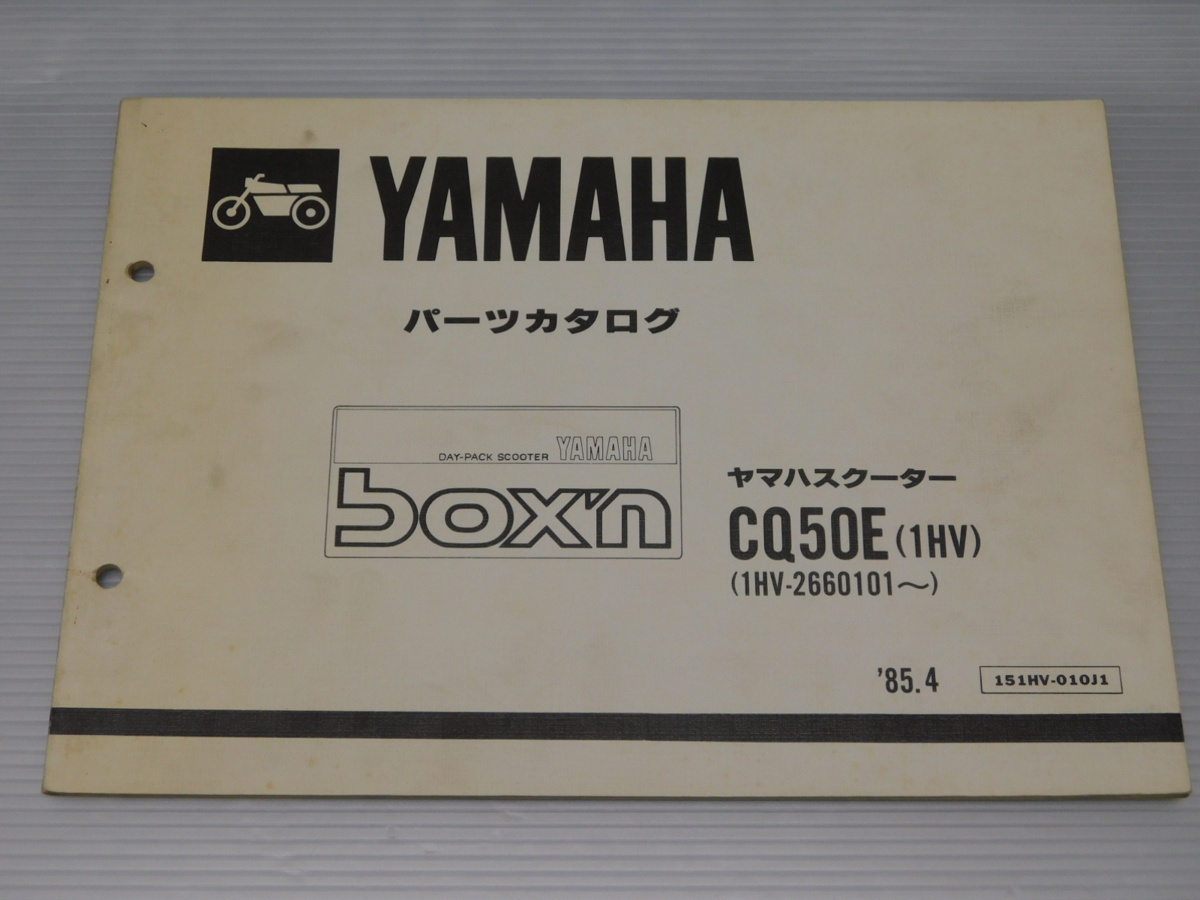 YAMAHA
パーツカタログ
DAY-PACK SCOOTER YAMAHA
box'n
ヤマハスクーター
CQ50E (1HV)
(1HV-2660101〜)
'85.4
151HV-010J1